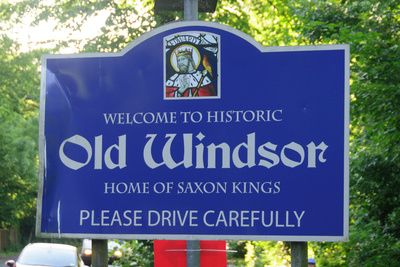 WELCOME TO HISTORIC
Old Windsor
HOME OF SAXON KINGS
PLEASE DRIVE CAREFULLY